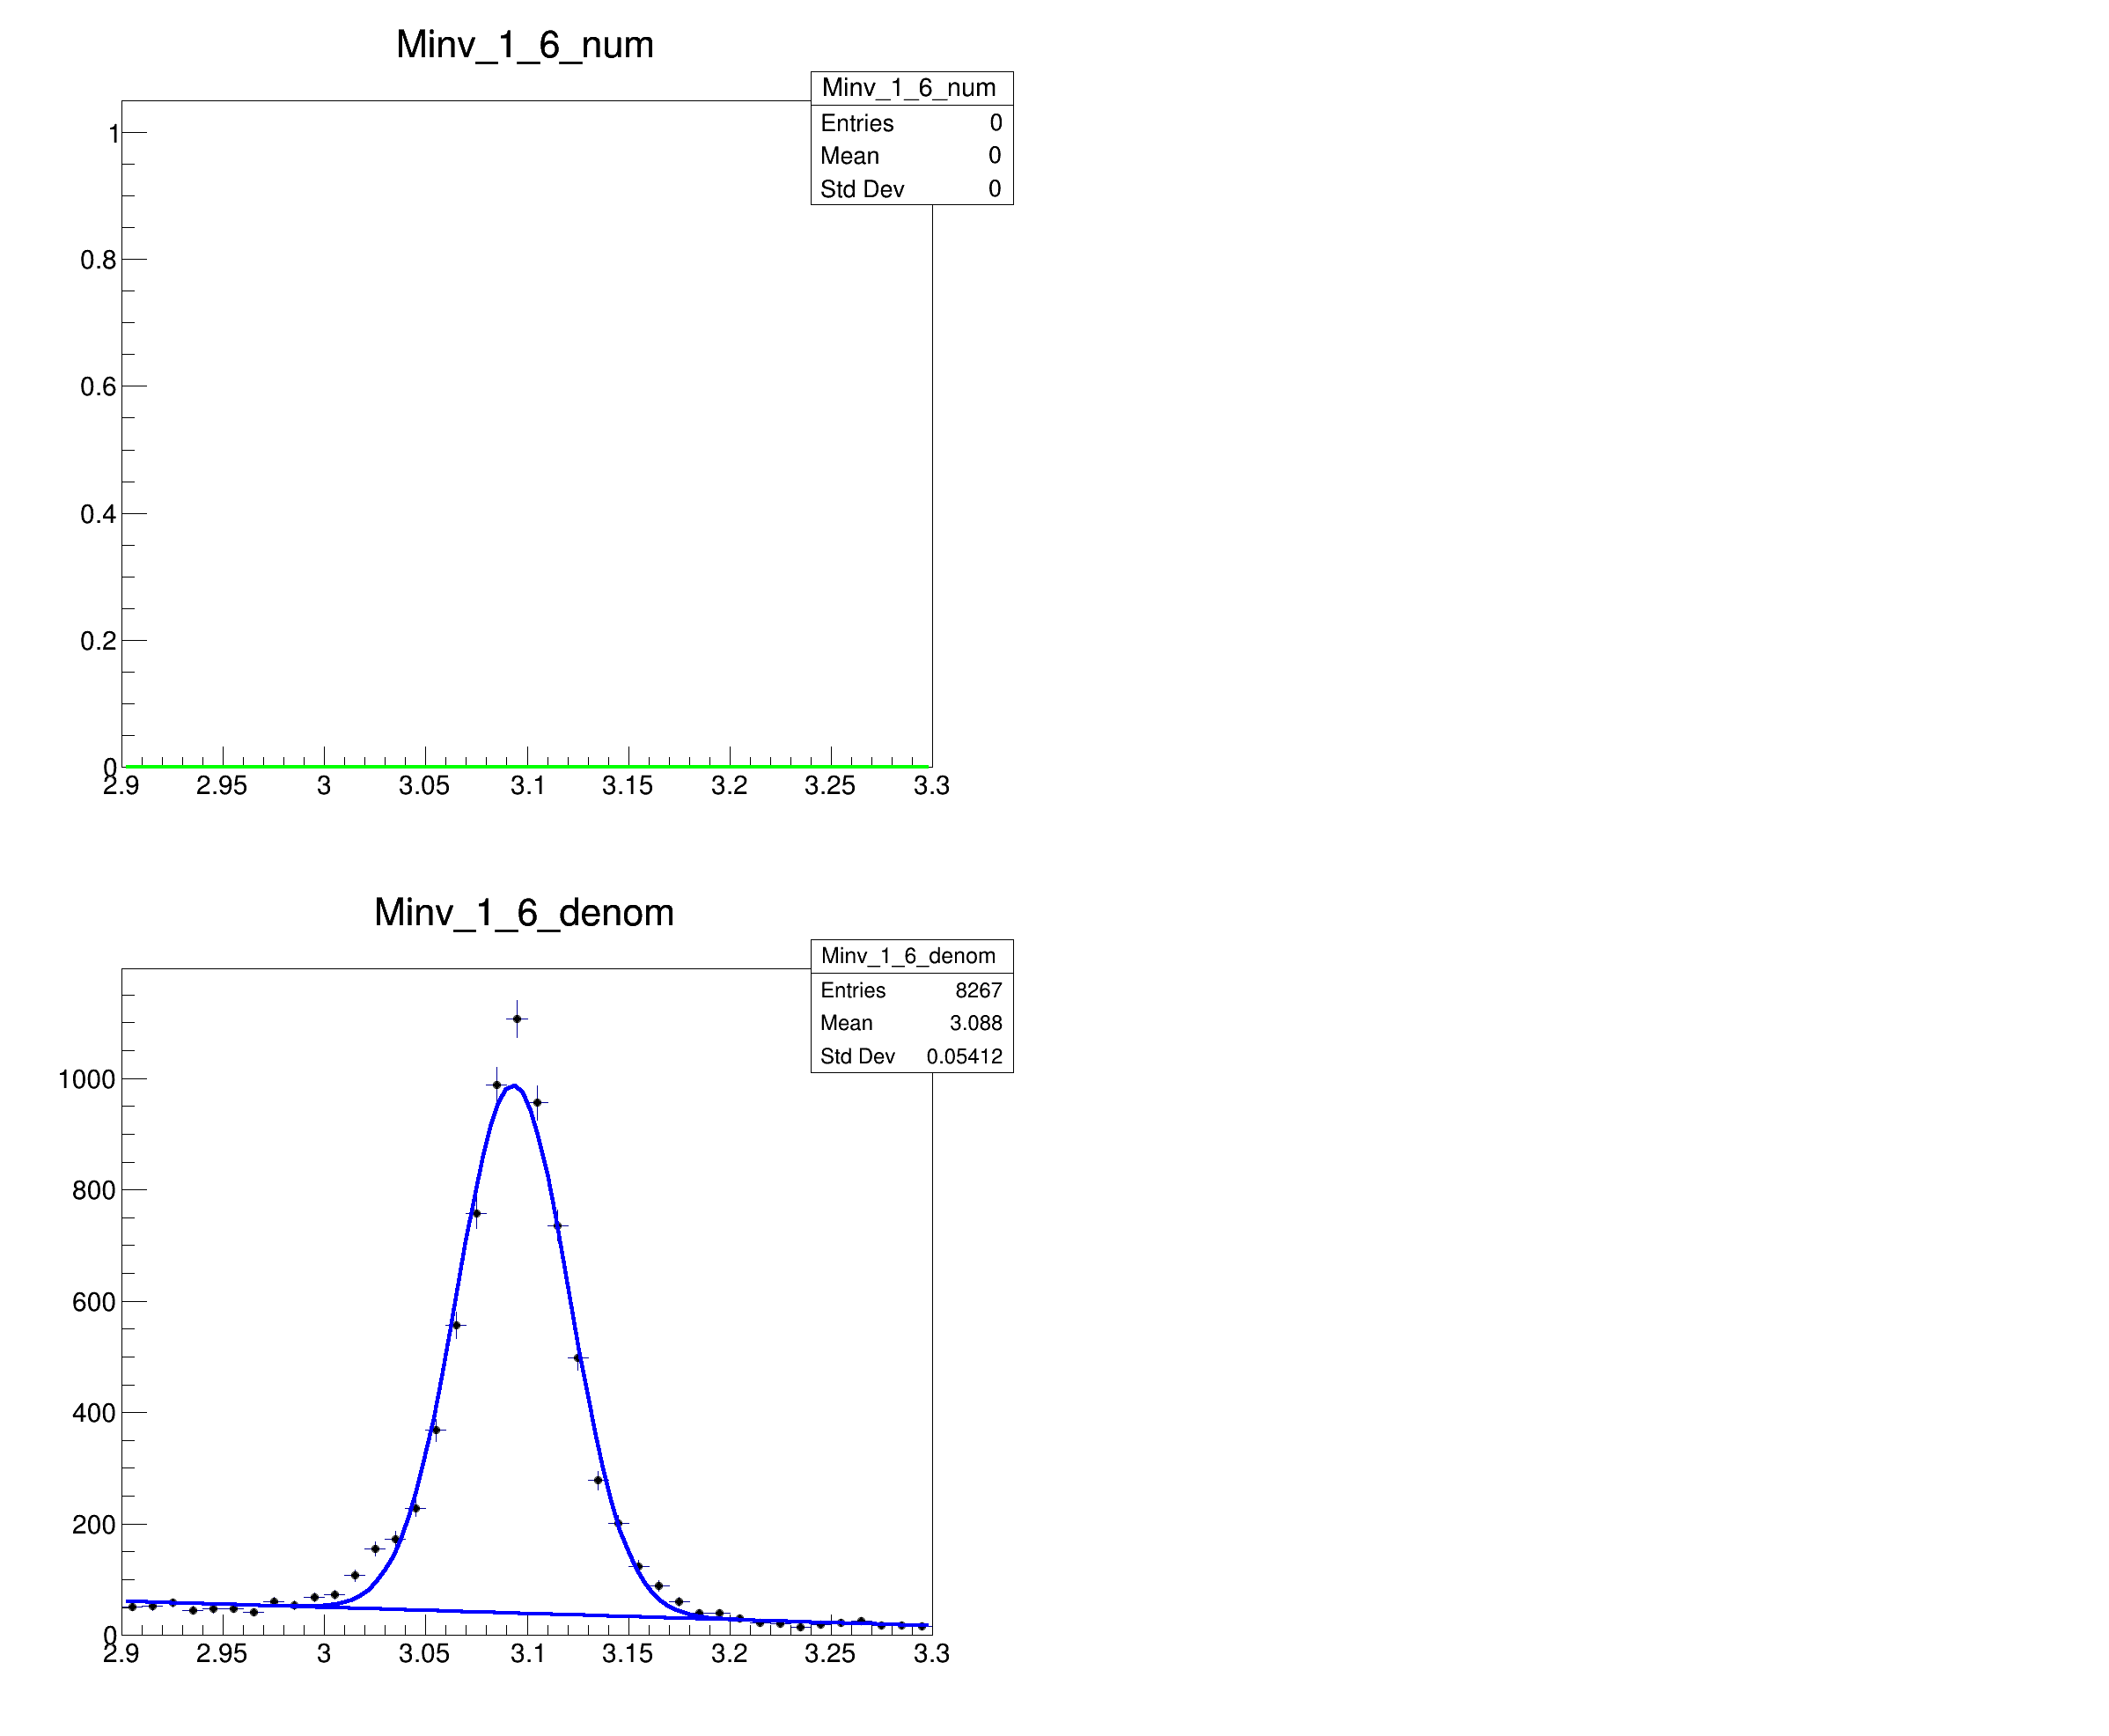 Minv_1_6_num
Minv_1_6_num
Entries 0
Mean 0
Std Dev 0
1
0.8
0.6
0.4
0.2
0
2.9 2.95 3 3.05 3.1 3.15 3.2 3.25 3.3
Minv_1_6_denom
Minv_1_6_denom
Entries 8267
Mean 3.088
Std Dev 0.05412
1000
800
600
400
200
0
2.9 2.95 3 3.05 3.1 3.15 3.2 3.25 3.3